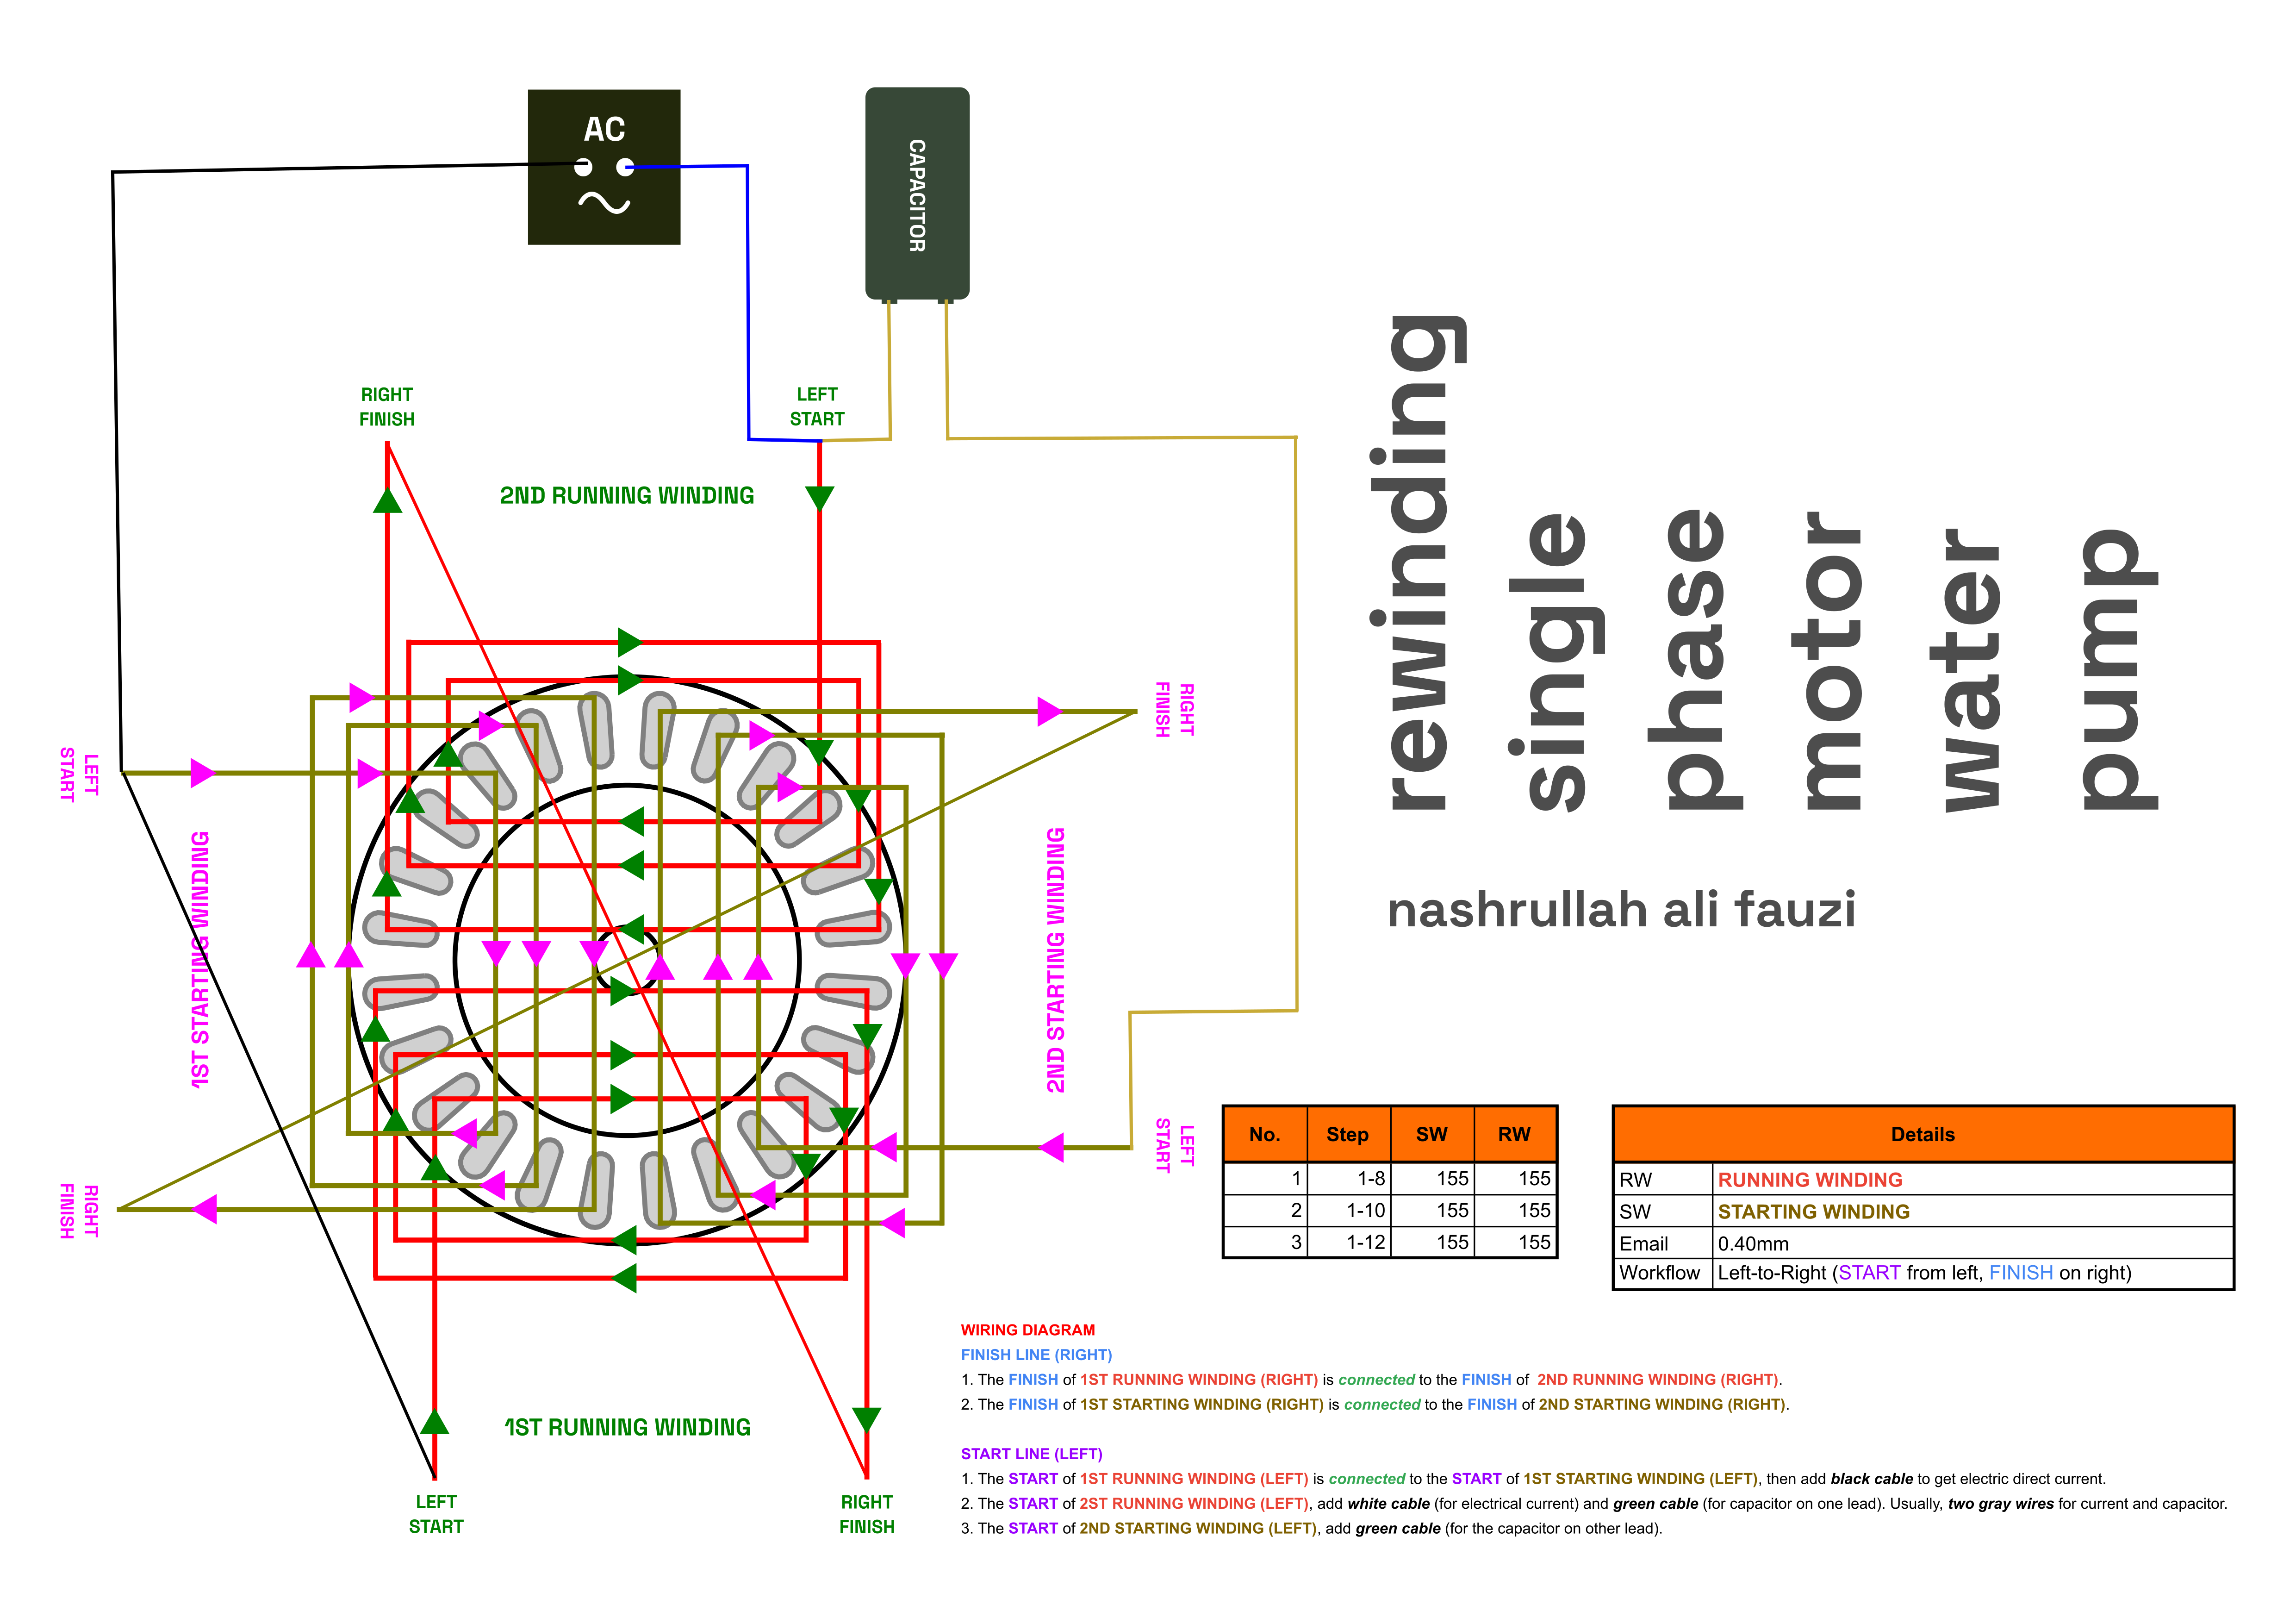 AC
CAPACITOR
RIGHT
FINISH
LEFT
START
2ND RUNNING WINDING
RIGHT
FINISH
LEFT
START
1ST STARTING WINDING
2ND STARTING WINDING
LEFT
START
RIGHT
FINISH
1ST RUNNING WINDING
LEFT
START
RIGHT
FINISH
rewinding
single
phase
motor
water
pump
nashrullah ali fauzi
No. Step SW RW
1 1-8 155 155
2 1-10 155 155
3 1-12 155 155
Details
RW RUNNING WINDING
SW STARTING WINDING
Email 0.40mm
Workflow Left-to-Right (START from left, FINISH on right)
WIRING DIAGRAM
FINISH LINE (RIGHT)
1. The FINISH of 1ST RUNNING WINDING (RIGHT) is connected to the FINISH of 2ND RUNNING WINDING (RIGHT).
2. The FINISH of 1ST STARTING WINDING (RIGHT) is connected to the FINISH of 2ND STARTING WINDING (RIGHT).
START LINE (LEFT)
1. The START of 1ST RUNNING WINDING (LEFT) is connected to the START of 1ST STARTING WINDING (LEFT), then add black cable to get electric direct current.
2. The START of 2ST RUNNING WINDING (LEFT), add white cable (for electrical current) and green cable (for capacitor on one lead). Usually, two gray wires for current and capacitor.
3. The START of 2ND STARTING WINDING (LEFT), add green cable (for the capacitor on other lead).